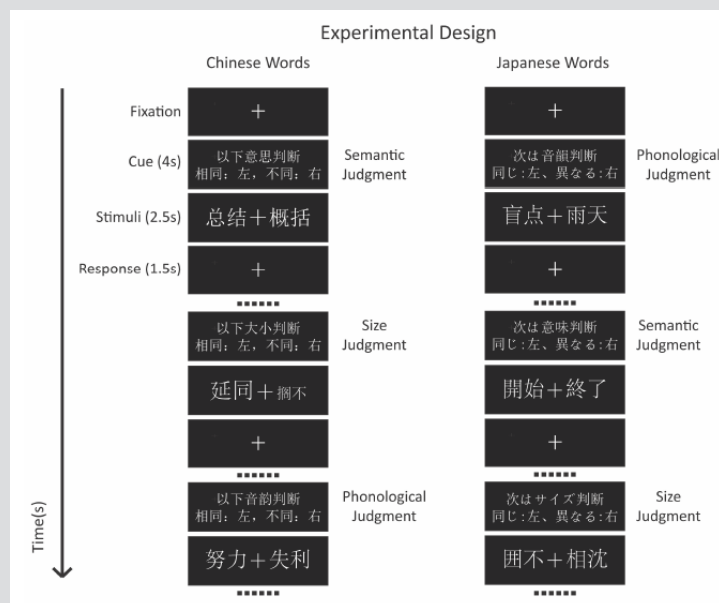 Experimental Design
Chinese Words
Japanese Words
Fixation
+
+
Cue (4s)
以下意思判断
相同：左，不同：右
Semantic
Judgment
次は音韻判断
同じ:左、異なる:右
Phonological
Judgment
Stimuli (2.5s)
总结+概括
盲点+雨天
Response (1.5s)
+
+
以下大小判断
相同：左，不同：右
Size
Judgment
次は意味判断
同じ:左、異なる:右
Semantic
Judgment
延同+搁不
開始+終了
+
+
以下音韵判断
相同：左，不同：右
Phonological
Judgment
次はサイズ判断
同じ:左、異なる:右
Size
Judgment
努力+失利
囲不+相沈
Time(s)